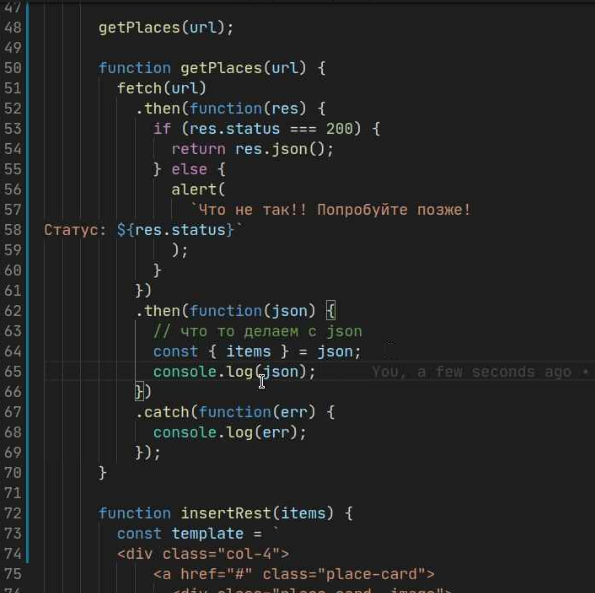 47
48 getPlaces(url);
49
50 function getPlaces(url) {
51 fetch(url)
52 .then(function(res) {
53 if (res.status === 200) {
54 return res.json();
55 } else {
56 alert(
57 `Что не так!! Попробуйте позже!
58 Статус: ${res.status}`
59 );
60 }
61 })
62 .then(function(json) {
63 // что то делаем с json
64 const { items } = json;
65 console.log(json); You, a few seconds ago •
66 })
67 .catch(function(err) {
68 console.log(err);
69 });
70 }
71
72 function insertRest(items) {
73 const template = `
74 <div class="col-4">
75 <a href="#" class="place-card">
76 <div class="place-card__image">